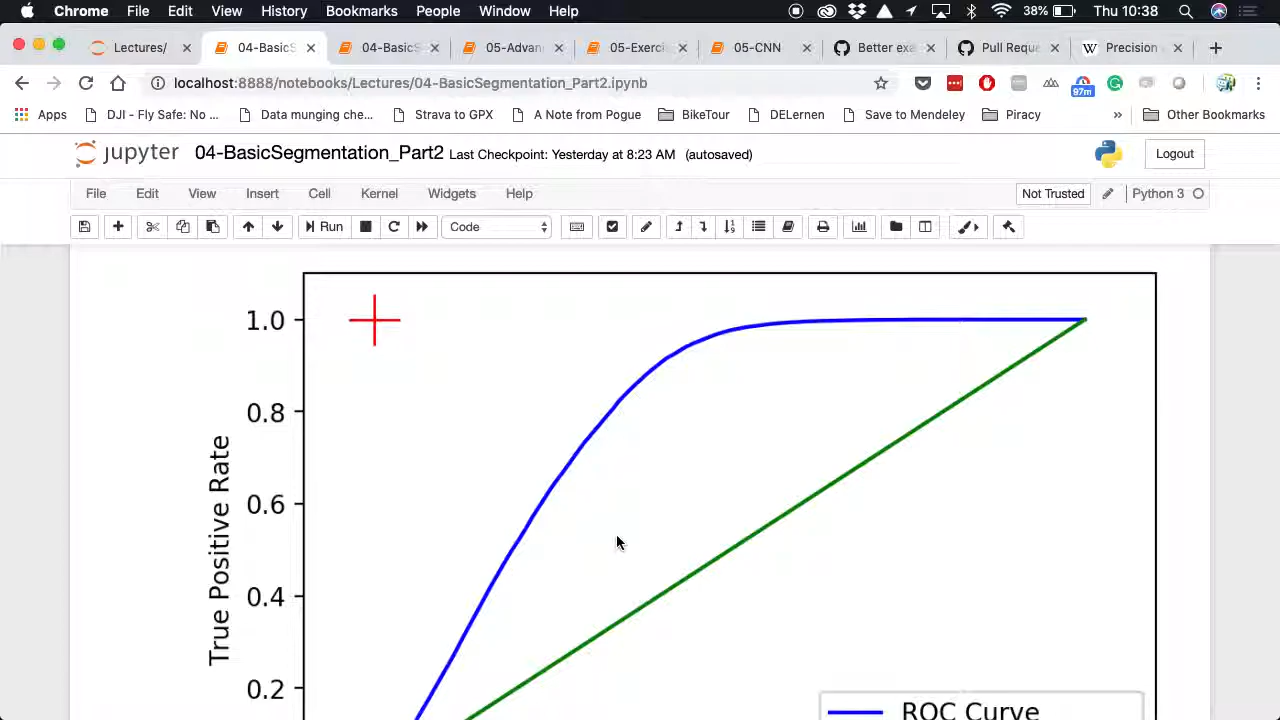 Chrome File Edit View History Bookmarks People Window Help 38% Thu 10:38
Lectures/ 04-BasicS 04-BasicS 05-Advan 05-Exerci 05-CNN Better exa Pull Reque Precision
localhost:8888/notebooks/Lectures/04-BasicSegmentation_Part2.ipynb 97m
Apps DJI - Fly Safe: No ... Data munging che... Strava to GPX A Note from Pogue BikeTour DELernen Save to Mendeley Piracy » Other Bookmarks
jupyter 04-BasicSegmentation_Part2 Last Checkpoint: Yesterday at 8:23 AM (autosaved) Logout
File Edit View Insert Cell Kernel Widgets Help Not Trusted Python 3
Run Code
1.0
0.8
0.6
0.4
0.2
True Positive Rate
ROC Curve